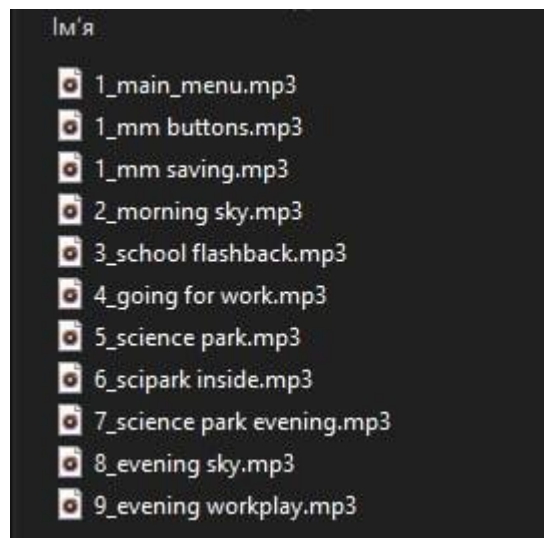 Ім'я
1_main_menu.mp3
1_mm buttons.mp3
1_mm saving.mp3
2_morning sky.mp3
3_school flashback.mp3
4_going for work.mp3
5_science park.mp3
6_scipark inside.mp3
7_science park evening.mp3
8_evening sky.mp3
9_evening workplay.mp3